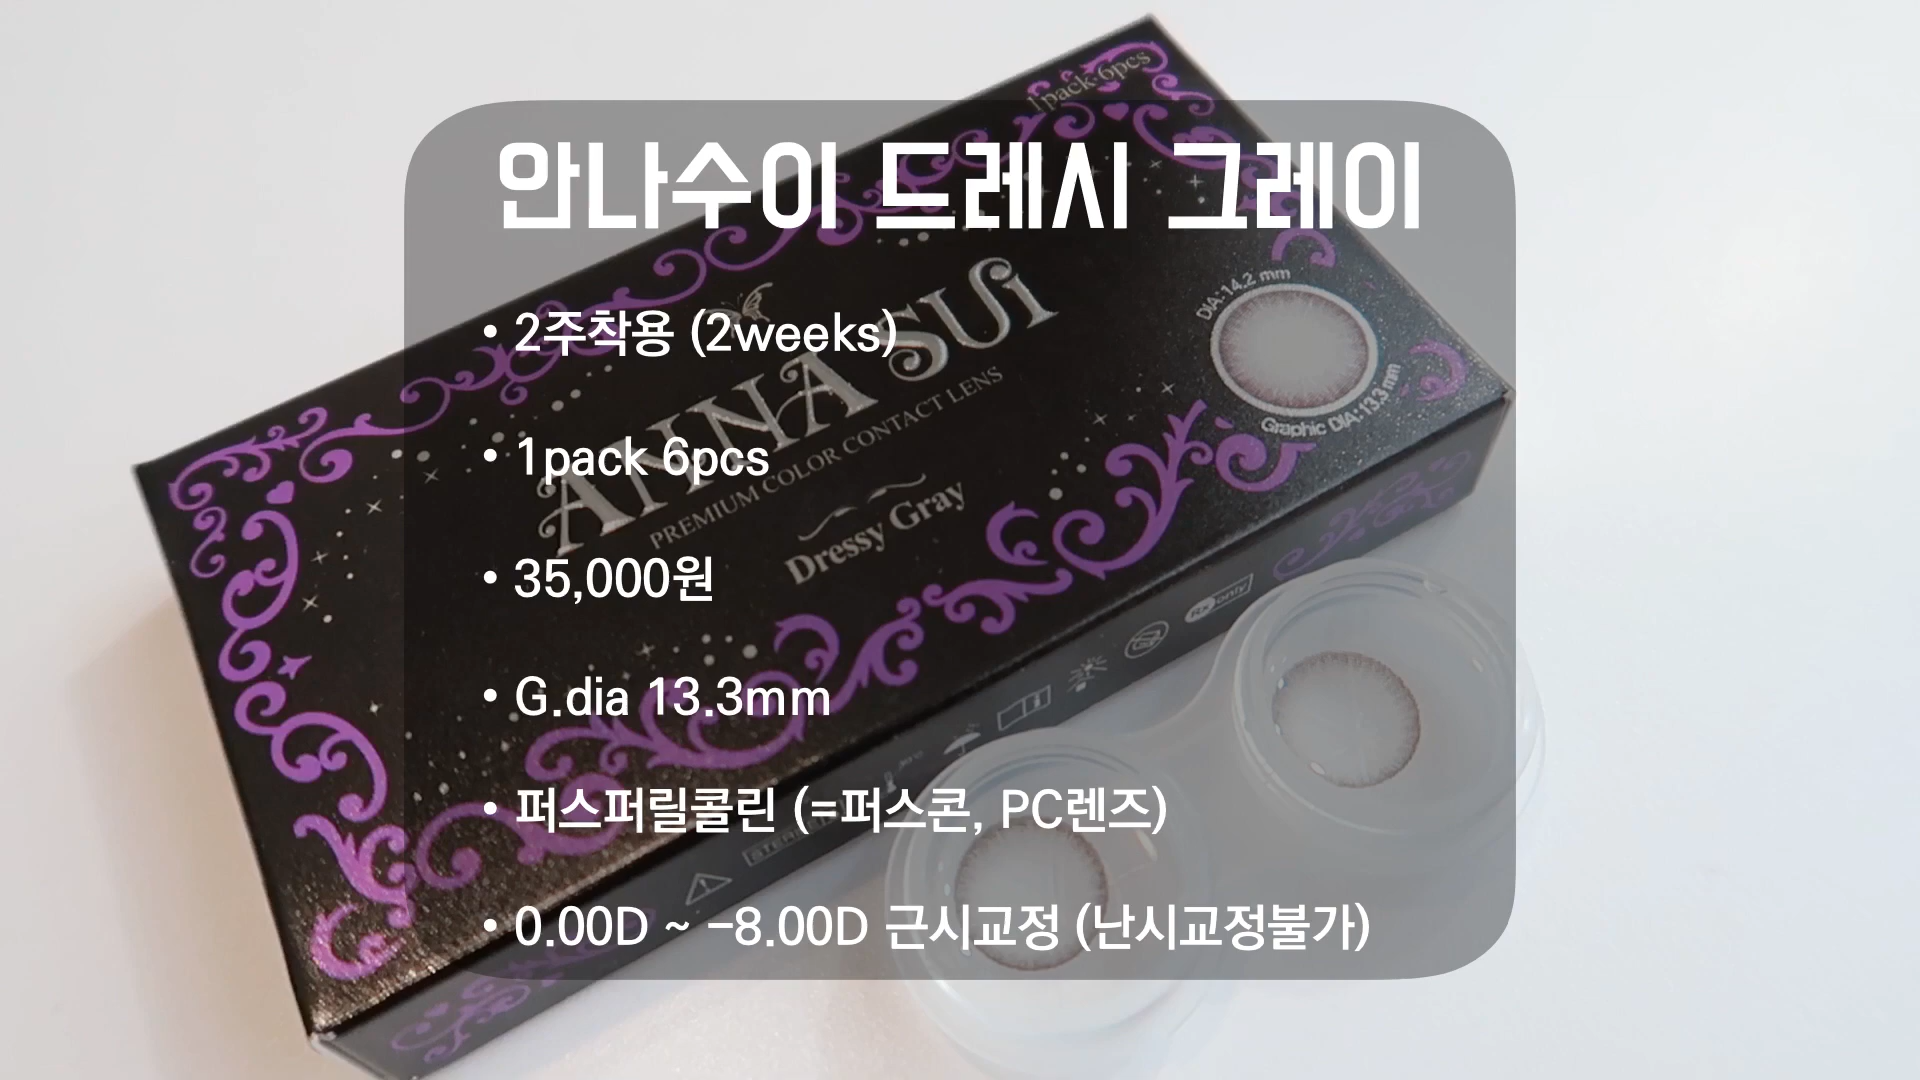 안나수이 드레시 그레이
• 2주착용 (2weeks)
• 1pack 6pcs
• 35,000원
• G.dia 13.3mm
• 퍼스퍼릴콜린 (=퍼스콘, PC렌즈)
• 0.00D ~ -8.00D 근시교정 (난시교정불가)
1pack·6pcs
ANNA SUI
PREMIUM COLOR CONTACT LENS
Dressy Gray
DIA:14.2 mm
Graphic DIA:13.3 mm
Rx only